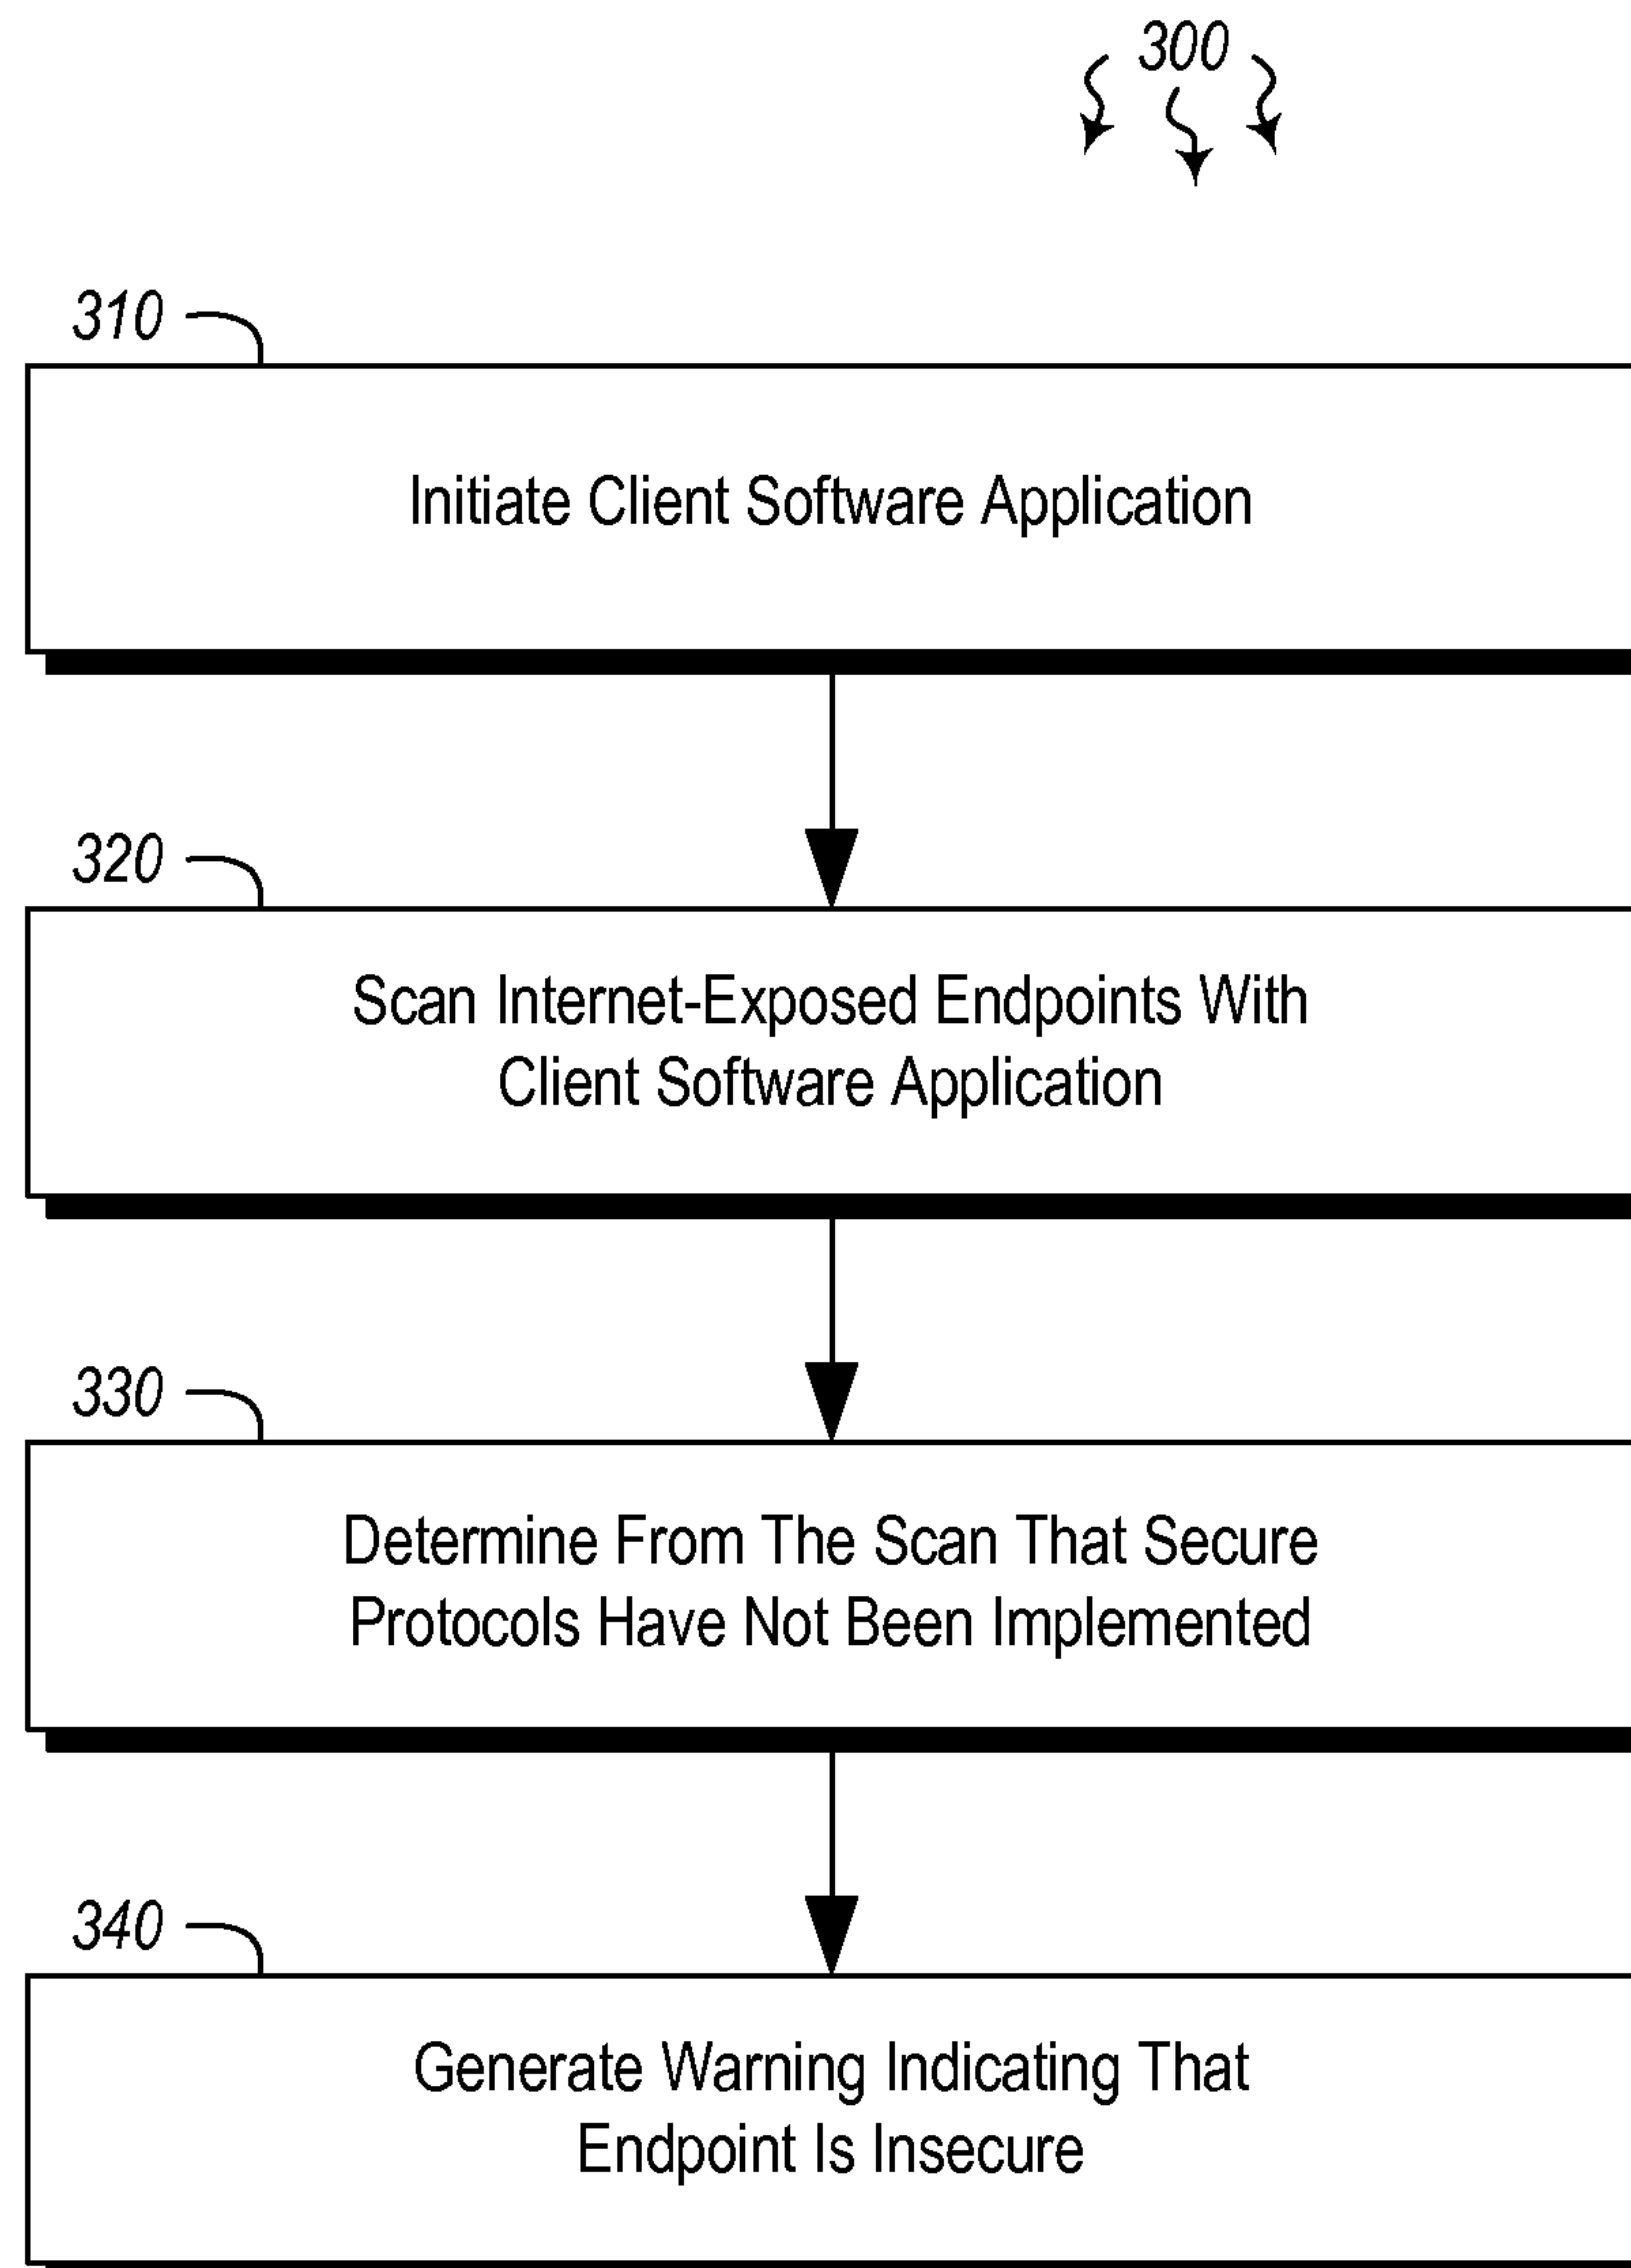 300
310
Initiate Client Software Application
320
Scan Internet-Exposed Endpoints With
Client Software Application
330
Determine From The Scan That Secure
Protocols Have Not Been Implemented
340
Generate Warning Indicating That
Endpoint Is Insecure